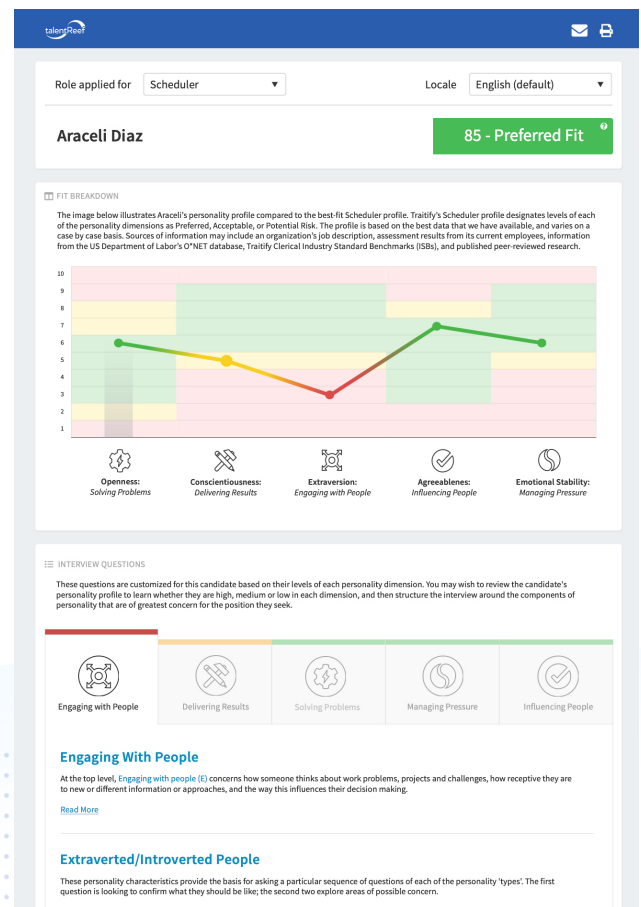 talentReef
Role applied for Scheduler Locale English (default)
Araceli Diaz 85 - Preferred Fit ?
FIT BREAKDOWN
The image below illustrates Araceli's personality profile compared to the best-fit Scheduler profile. Traitify's Scheduler profile designates levels of each
of the personality dimensions as Preferred, Acceptable, or Potential Risk. The profile is based on the best data that we have available, and varies on a
case by case basis. Sources of information may include an organization's job description, assessment results from its current employees, information
from the US Department of Labor's O*NET database, Traitify Clerical Industry Standard Benchmarks (ISBs), and published peer-reviewed research.
10
9
8
7
6
5
4
3
2
1
Openness: Conscientiousness: Extraversion: Agreeablenes: Emotional Stability:
Solving Problems Delivering Results Engaging with People Influencing People Managing Pressure
INTERVIEW QUESTIONS
These questions are customized for this candidate based on their levels of each personality dimension. You may wish to review the candidate's
personality profile to learn whether they are high, medium or low in each dimension, and then structure the interview around the components of
personality that are of greatest concern for the position they seek.
Engaging with People Delivering Results Solving Problems Managing Pressure Influencing People
Engaging With People
At the top level, Engaging with people (E) concerns how someone thinks about work problems, projects and challenges, how receptive they are
to new or different information or approaches, and the way this influences their decision making.
Read More
Extraverted/Introverted People
These personality characteristics provide the basis for asking a particular sequence of questions of each of the personality 'types'. The first
question is looking to confirm what they should be like; the second two explore areas of possible concern.